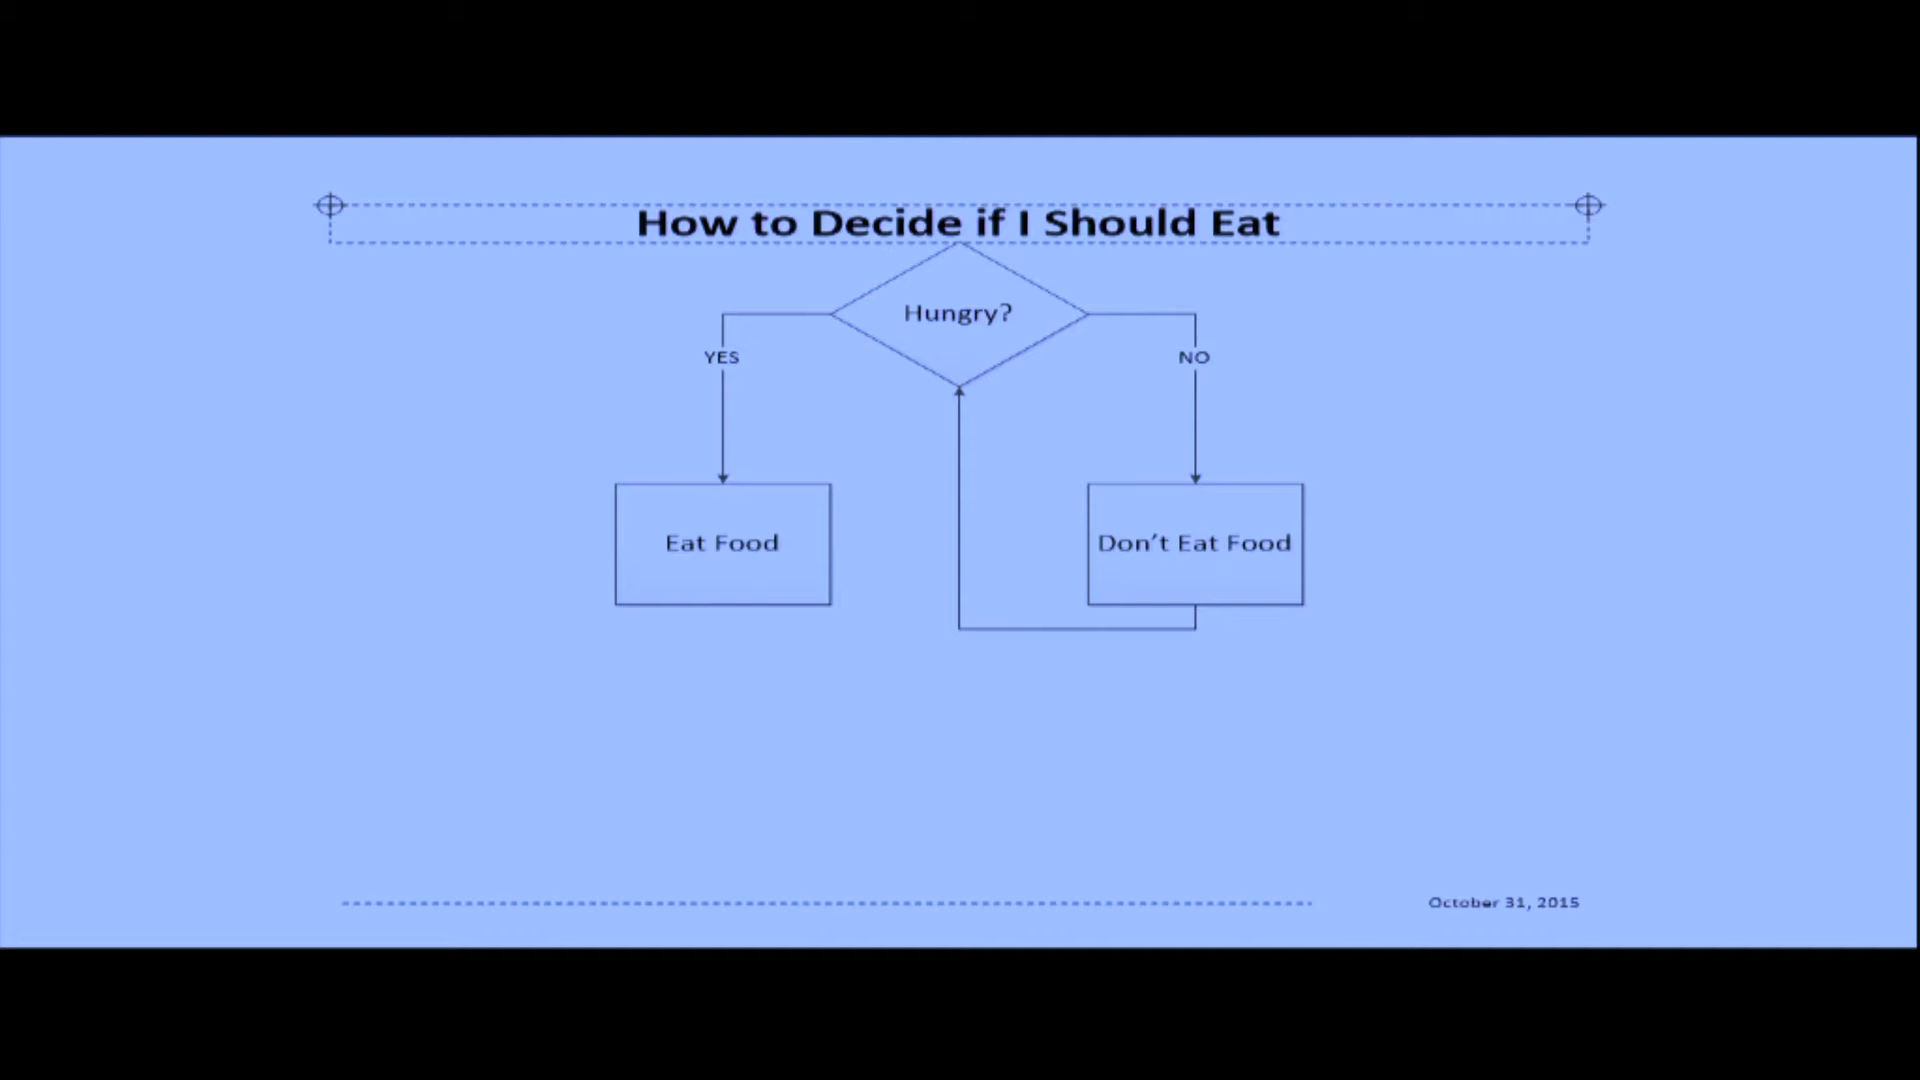 How to Decide if I Should Eat
Hungry?
YES
NO
Eat Food
Don’t Eat Food
October 31, 2015